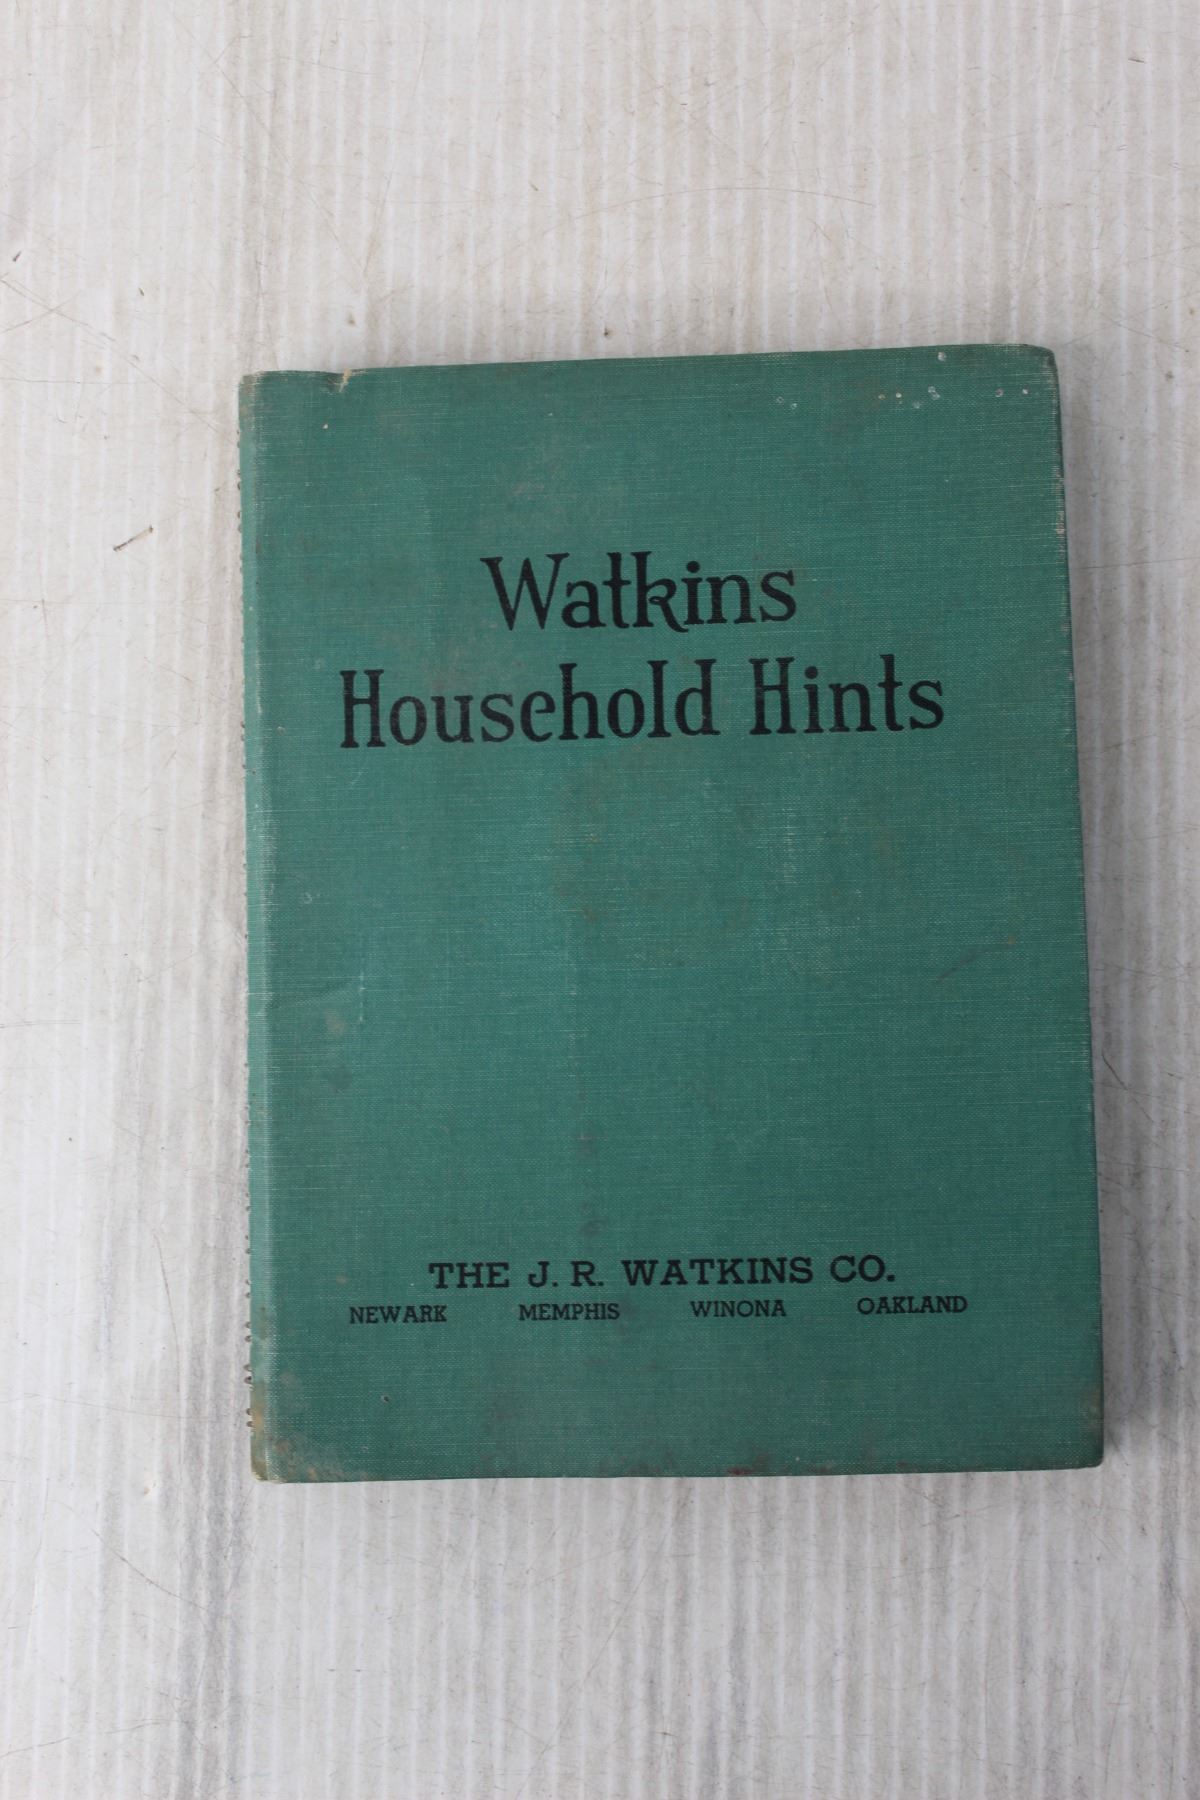 Watkins
Household Hints
THE J. R. WATKINS CO.
NEWARK MEMPHIS WINONA OAKLAND